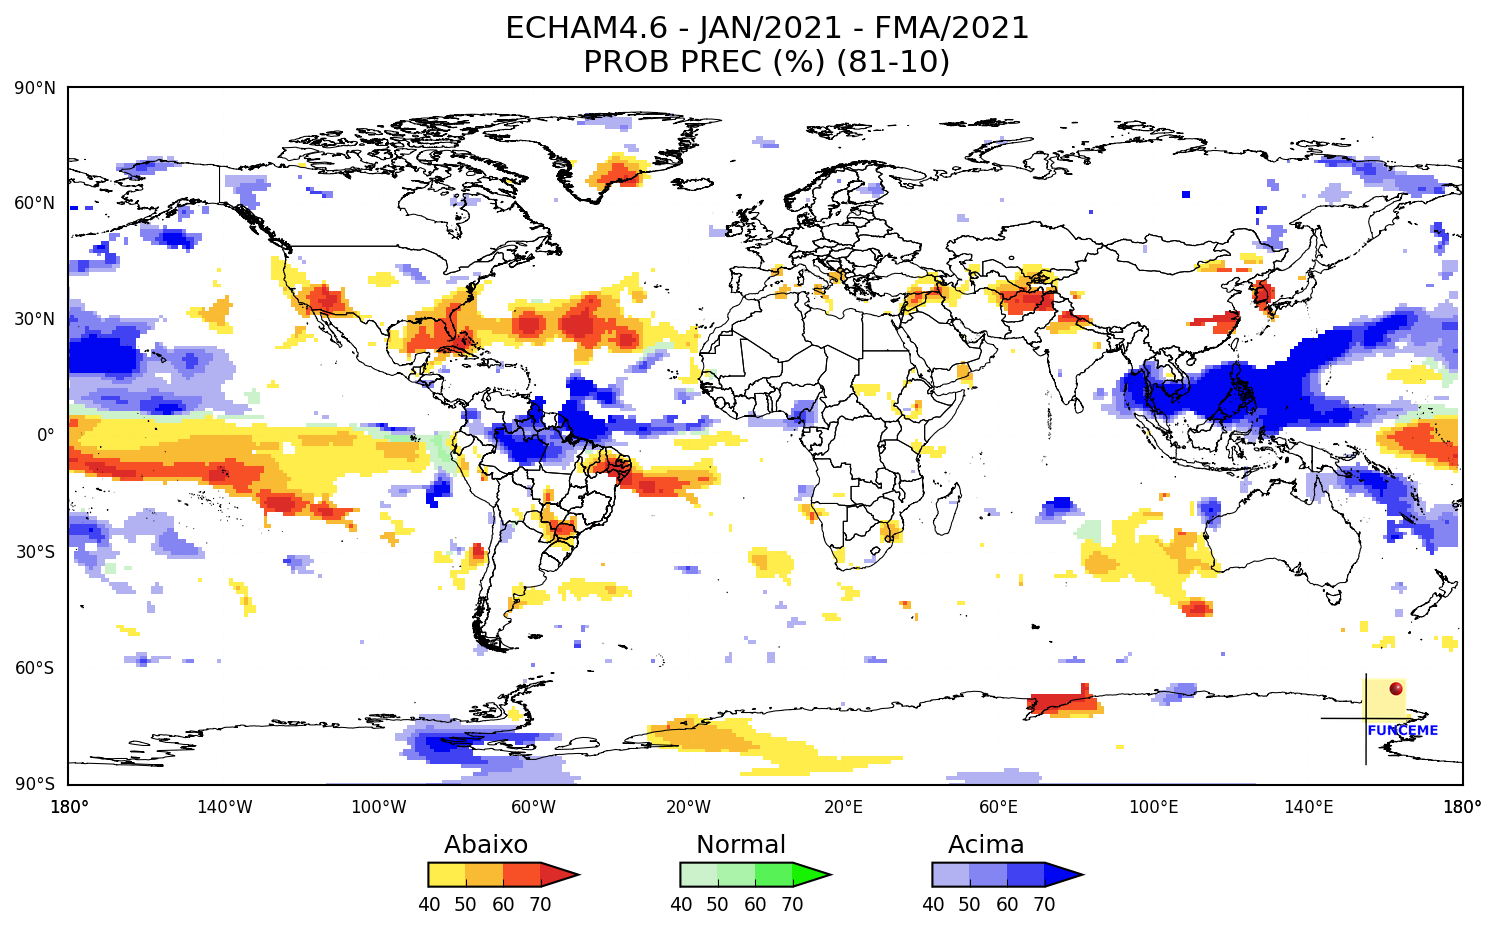 ECHAM4.6 - JAN/2021 - FMA/2021
PROB PREC (%) (81-10)
90°N
60°N
30°N
0°
30°S
60°S
90°S
180° 140°W 100°W 60°W 20°W 20°E 60°E 100°E 140°E 180°
FUNCEME
Abaixo Normal Acima
40 50 60 70 40 50 60 70 40 50 60 70